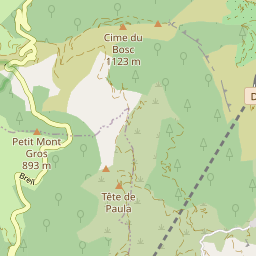 Cime du
Bosc
1123 m
D
Petit Mont
Gros
893 m
Breil
Tête de
Paula